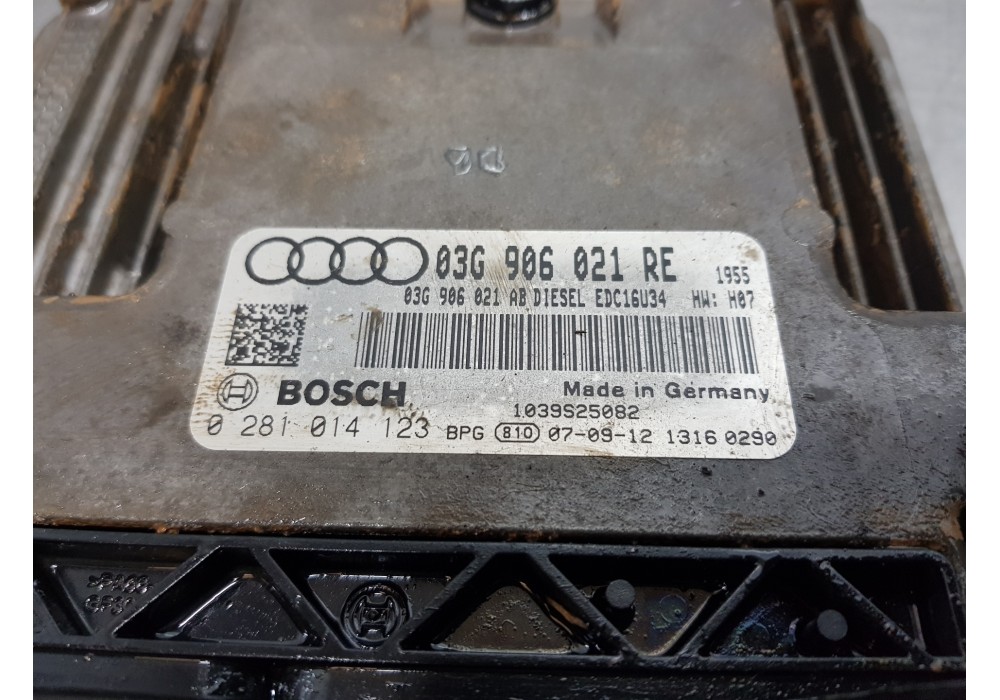 03G 906 021 RE 1955
03G 906 021 AB DIESEL EDC16U34 HW: H07
BOSCH Made in Germany
1039S25082
0 281 014 123 BPG 810 07-09-12 1316 0290